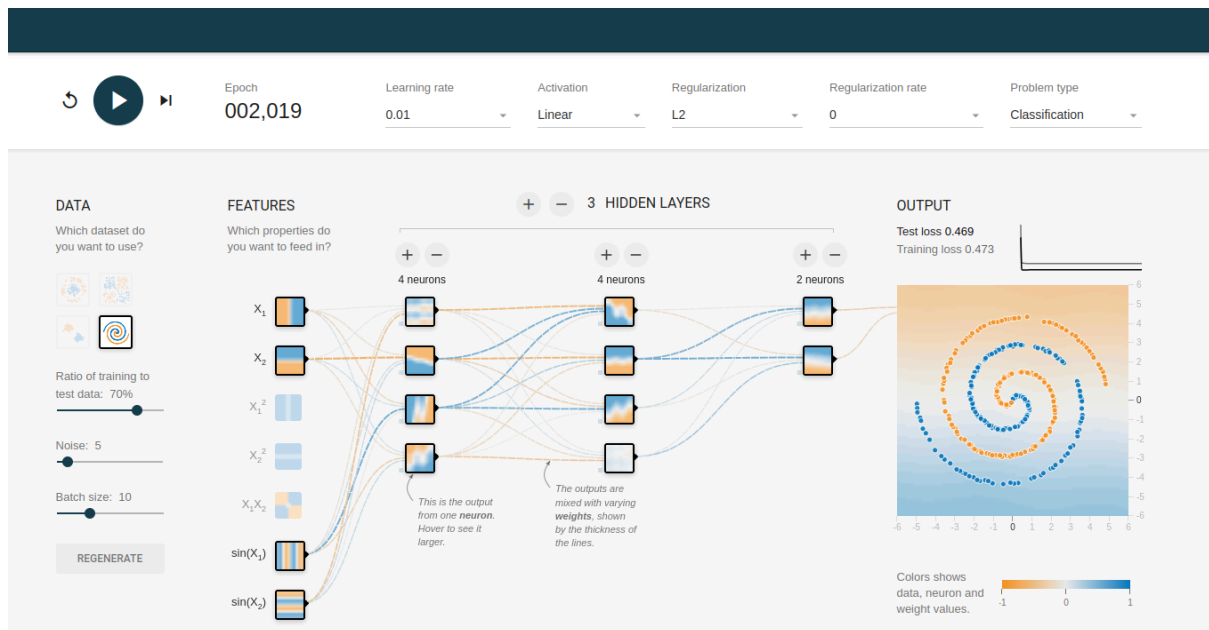 Epoch
002,019
Learning rate
0.01
Activation
Linear
Regularization
L2
Regularization rate
0
Problem type
Classification
DATA
Which dataset do
you want to use?
Ratio of training to
test data: 70%
Noise: 5
Batch size: 10
REGENERATE
FEATURES
Which properties do
you want to feed in?
X₁
X₂
X₁²
X₂²
X₁X₂
sin(X₁)
sin(X₂)
+ − 3 HIDDEN LAYERS
+ −
4 neurons
+ −
4 neurons
+ −
2 neurons
This is the output
from one neuron.
Hover to see it
larger.
The outputs are
mixed with varying
weights, shown
by the thickness of
the lines.
OUTPUT
Test loss 0.469
Training loss 0.473
6
5
4
3
2
1
0
-1
-2
-3
-4
-5
-6
-6 -5 -4 -3 -2 -1 0 1 2 3 4 5 6
Colors shows
data, neuron and
weight values.
-1 0 1